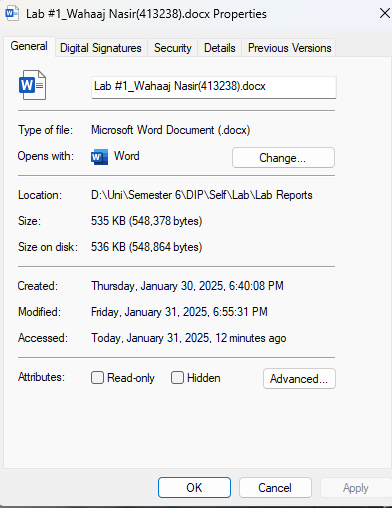 Lab #1_Wahaaj Nasir(413238).docx Properties
General Digital Signatures Security Details Previous Versions
Lab #1_Wahaaj Nasir(413238).docx
Type of file: Microsoft Word Document (.docx)
Opens with: Word Change...
Location: D:\Uni\Semester 6\DIP\Self\Lab\Lab Reports
Size: 535 KB (548,378 bytes)
Size on disk: 536 KB (548,864 bytes)
Created: Thursday, January 30, 2025, 6:40:08 PM
Modified: Friday, January 31, 2025, 6:55:31 PM
Accessed: Today, January 31, 2025, 12 minutes ago
Attributes: Read-only Hidden Advanced...
OK Cancel Apply